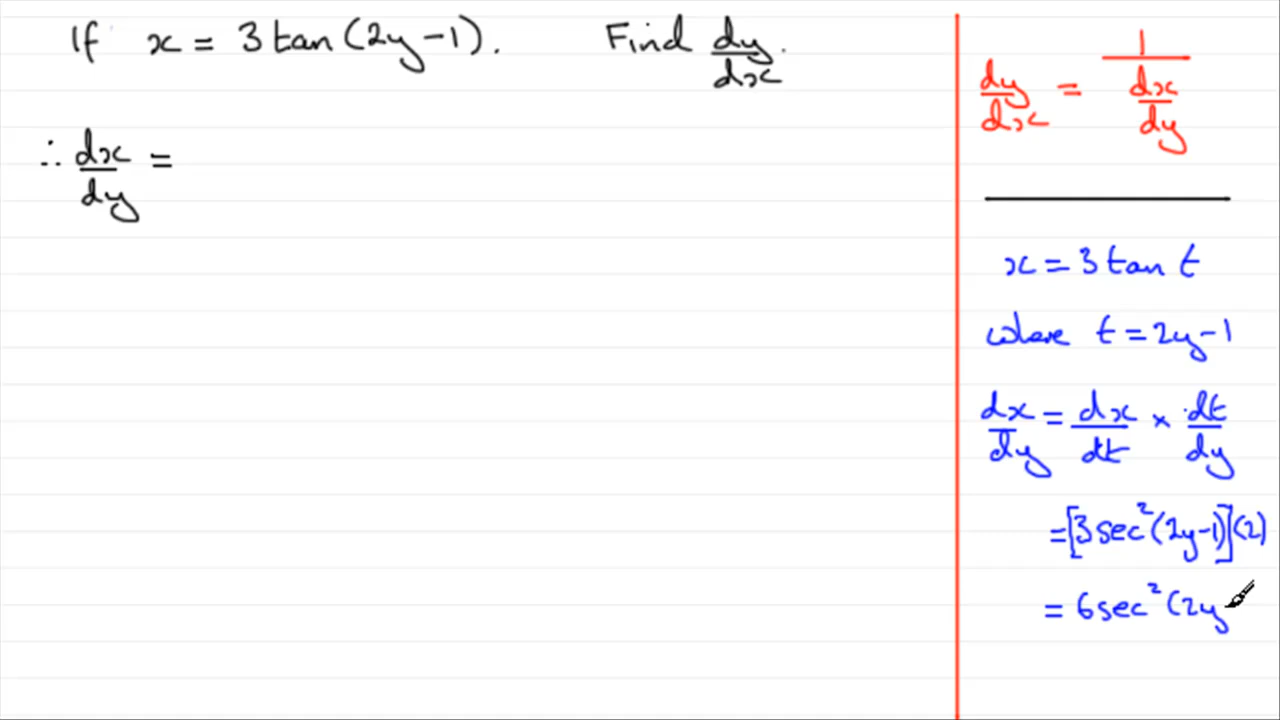 If x = 3 tan(2y-1). Find dy/dx.
∴ dx/dy =
dy/dx = 1/(dx/dy)
x = 3 tan t
where t = 2y-1
dx/dy = dx/dt × dt/dy
= [3 sec²(2y-1)](2)
= 6 sec²(2y